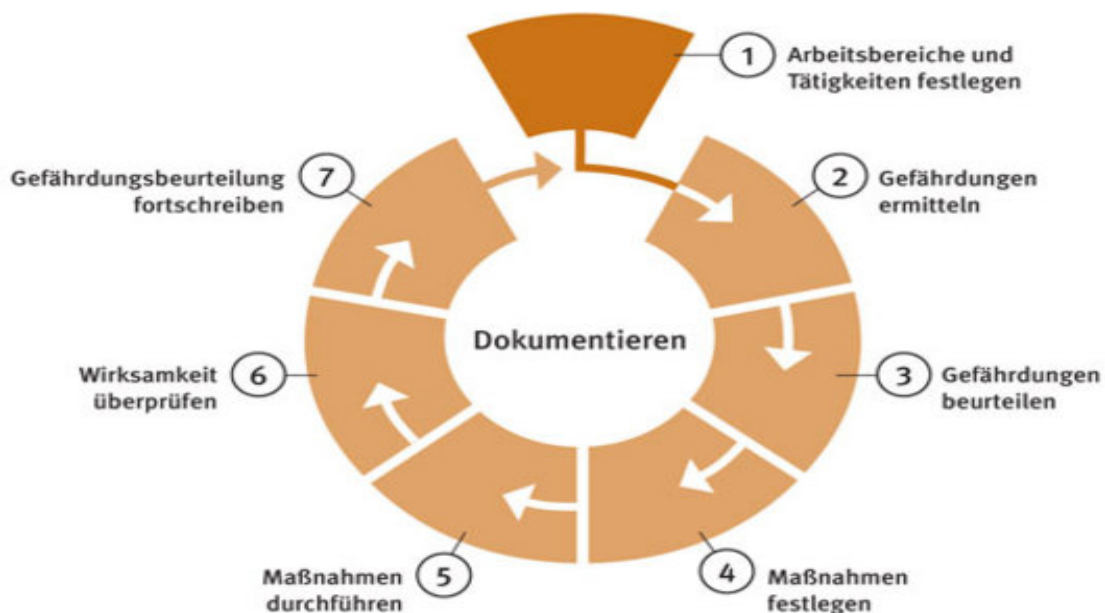 1
Arbeitsbereiche und
Tätigkeiten festlegen
2
Gefährdungen
ermitteln
3
Gefährdungen
beurteilen
4
Maßnahmen
festlegen
5
Maßnahmen
durchführen
6
Wirksamkeit
überprüfen
7
Gefährdungsbeurteilung
fortschreiben
Dokumentieren